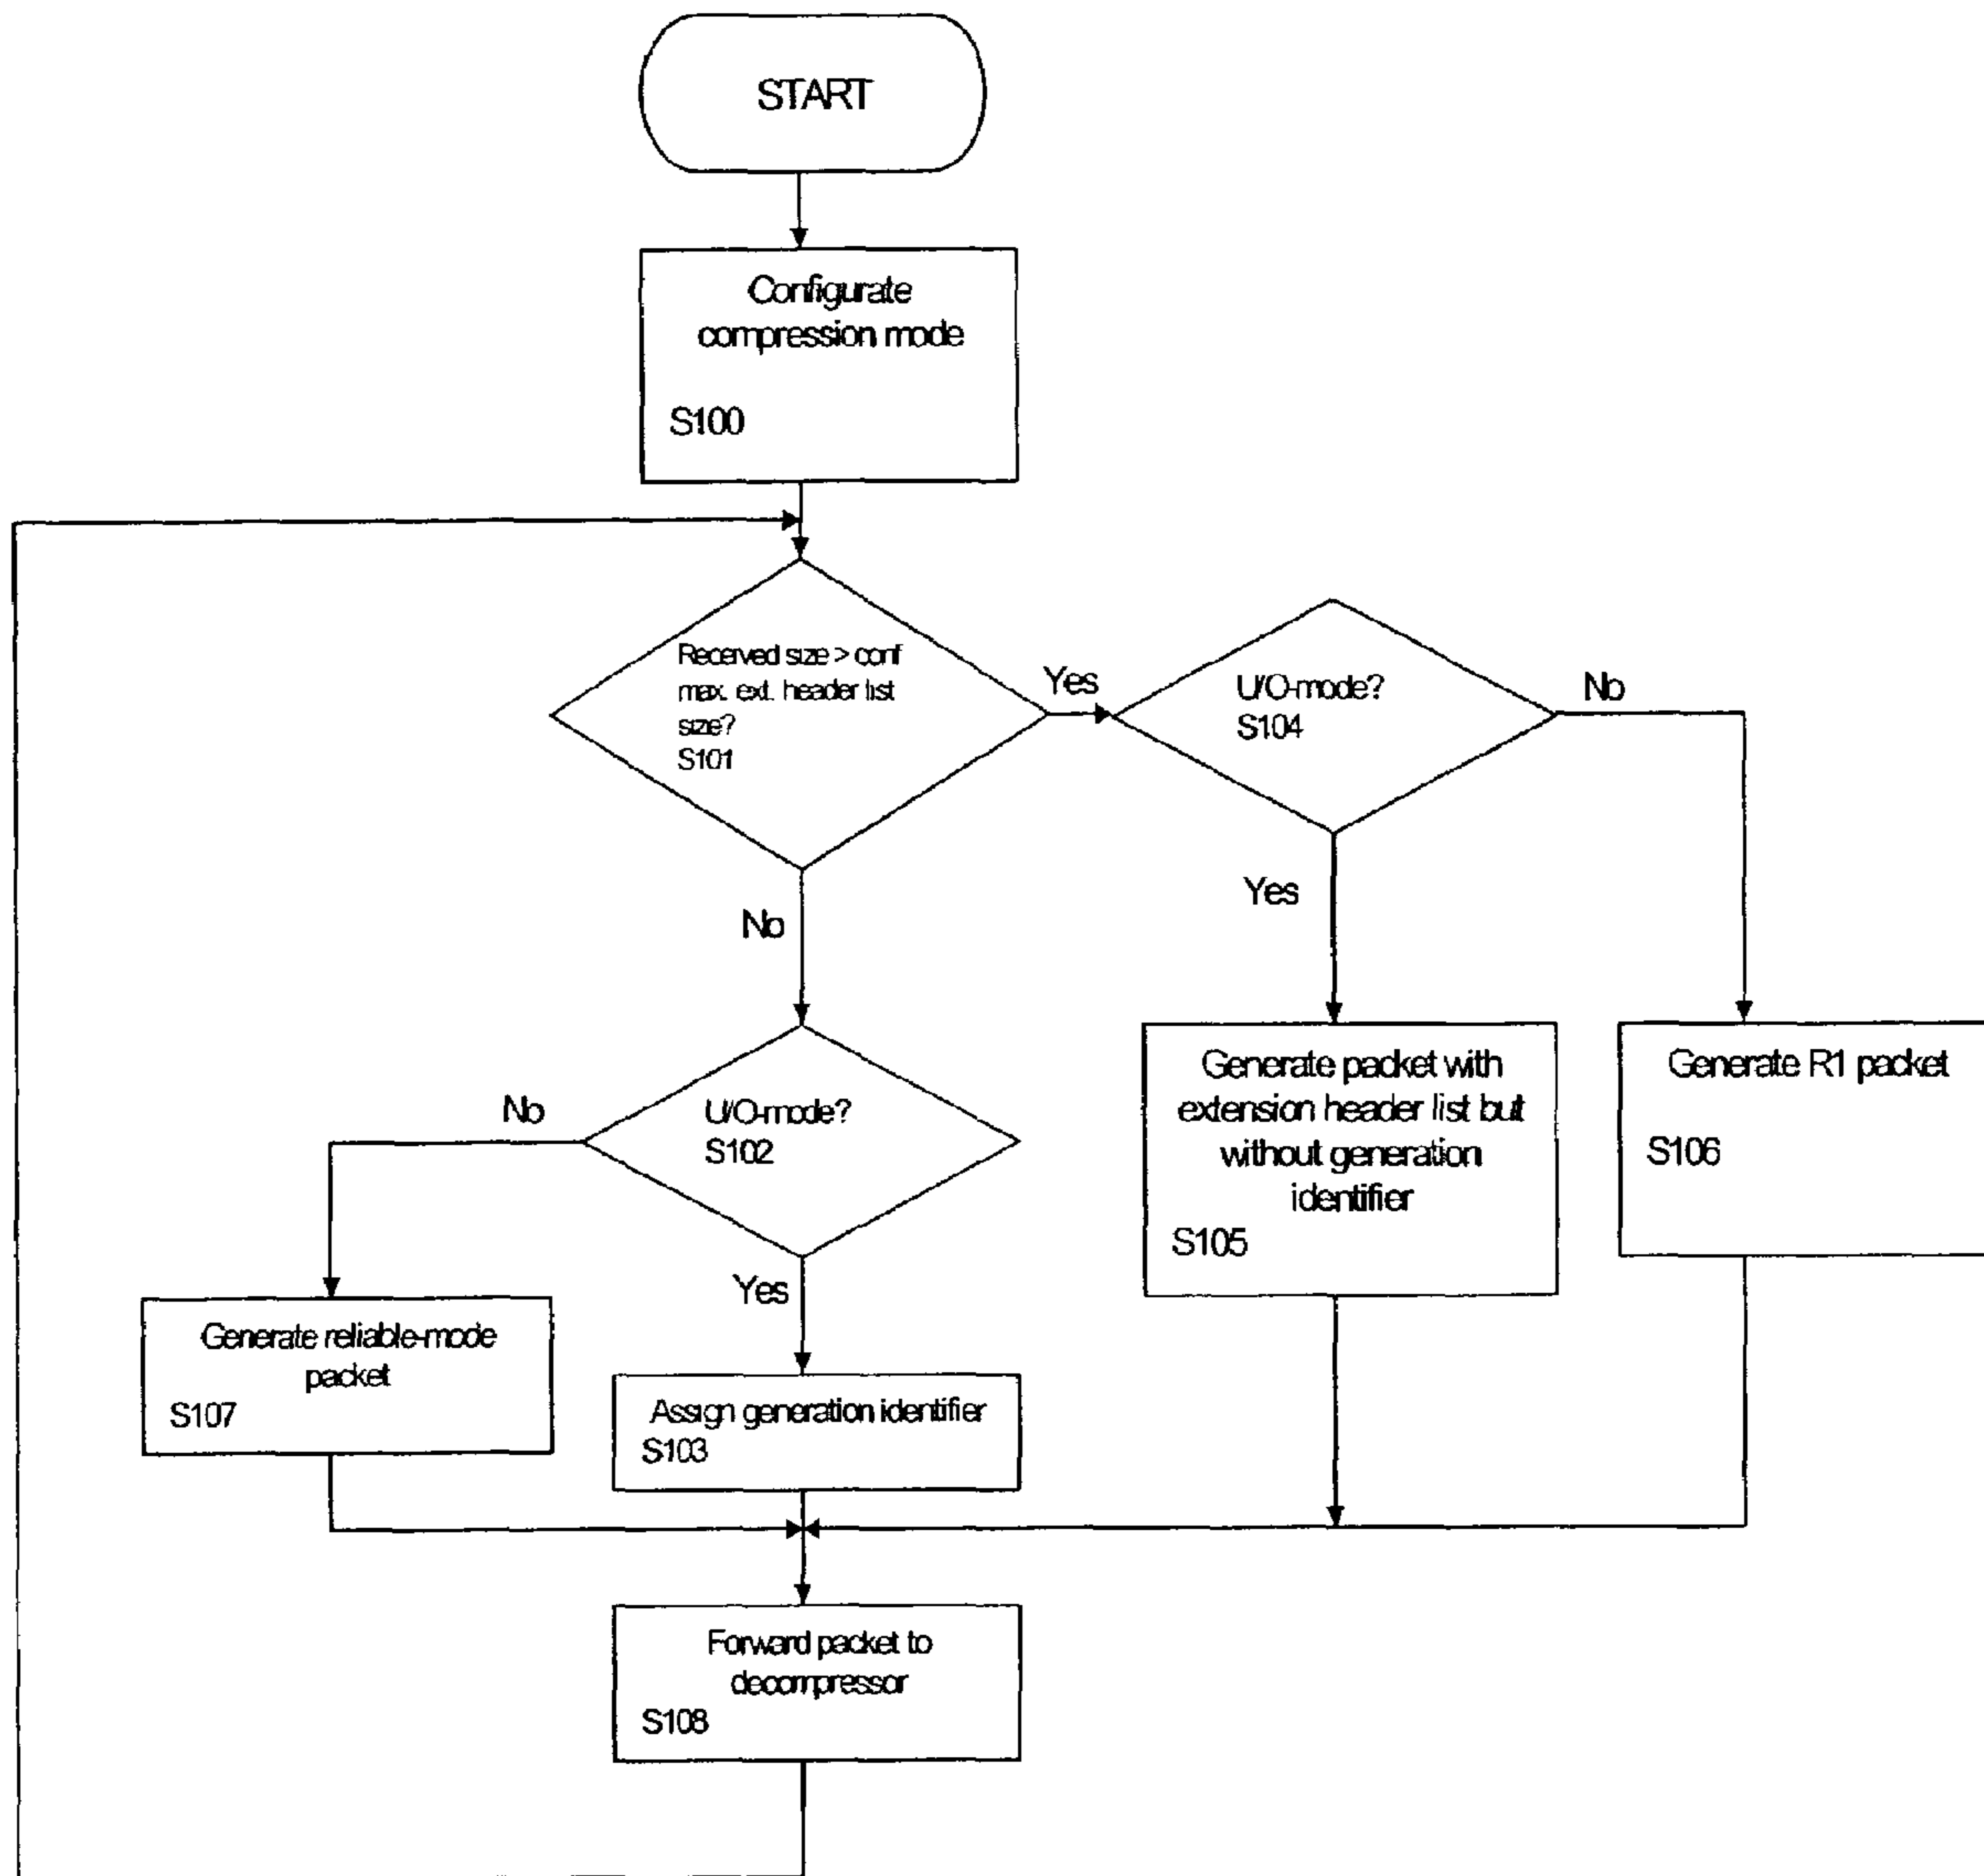 START
Configurate
compression mode
S100
Received size > conf
max. ext. header list
size?
S101
Yes
U/O-mode?
S104
No
Yes
No
Generate packet with
extension header list but
without generation
identifier
S105
Generate R1 packet
S106
No
U/O-mode?
S102
Yes
Generate reliable-mode
packet
S107
Assign generation identifier
S103
Forward packet to
decompressor
S108